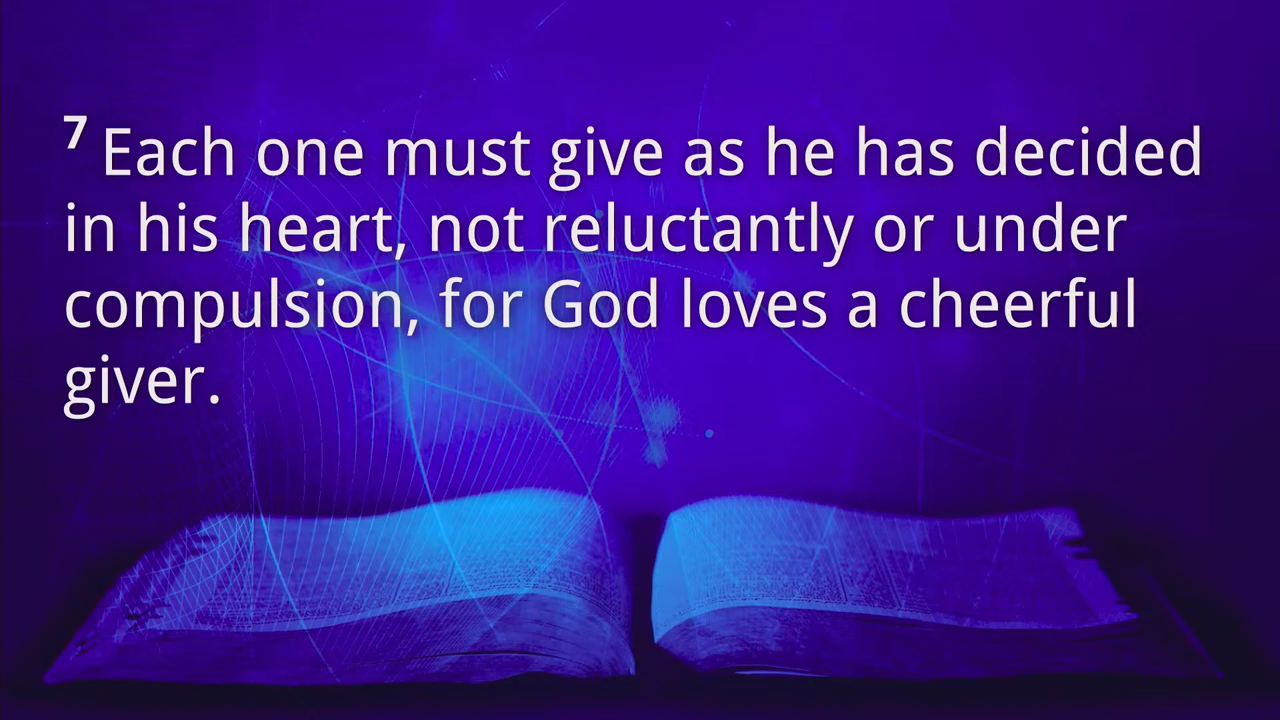 7 Each one must give as he has decided
in his heart, not reluctantly or under
compulsion, for God loves a cheerful
giver.